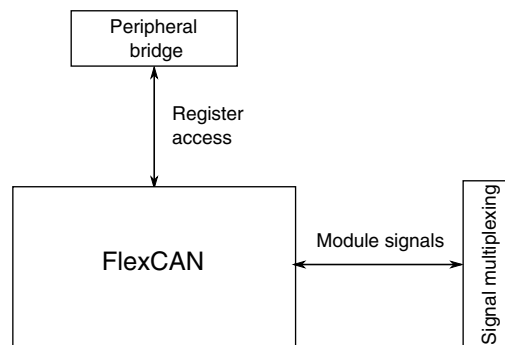 Peripheral
bridge
Register
access
FlexCAN
Module signals
Signal multiplexing